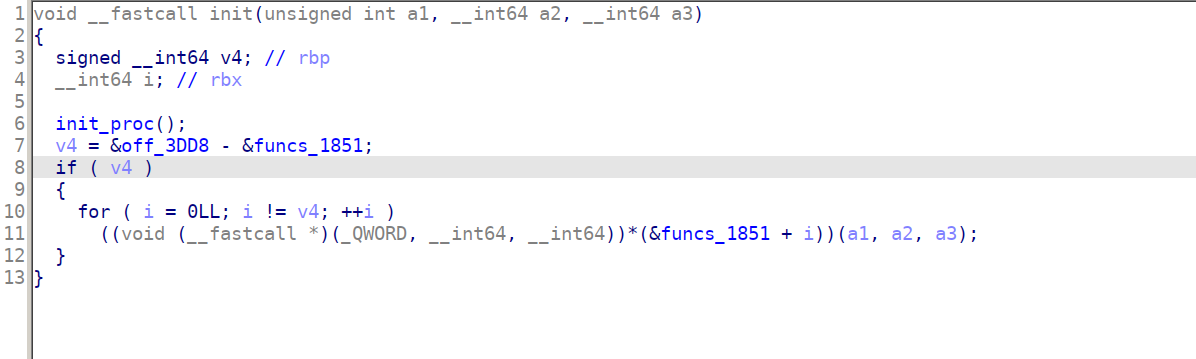 1 void __fastcall init(unsigned int a1, __int64 a2, __int64 a3)
2 {
3 signed __int64 v4; // rbp
4 __int64 i; // rbx
5
6 init_proc();
7 v4 = &off_3DD8 - &funcs_1851;
8 if ( v4 )
9 {
10 for ( i = 0LL; i != v4; ++i )
11 ((void (__fastcall *)(_QWORD, __int64, __int64))*(&funcs_1851 + i))(a1, a2, a3);
12 }
13 }